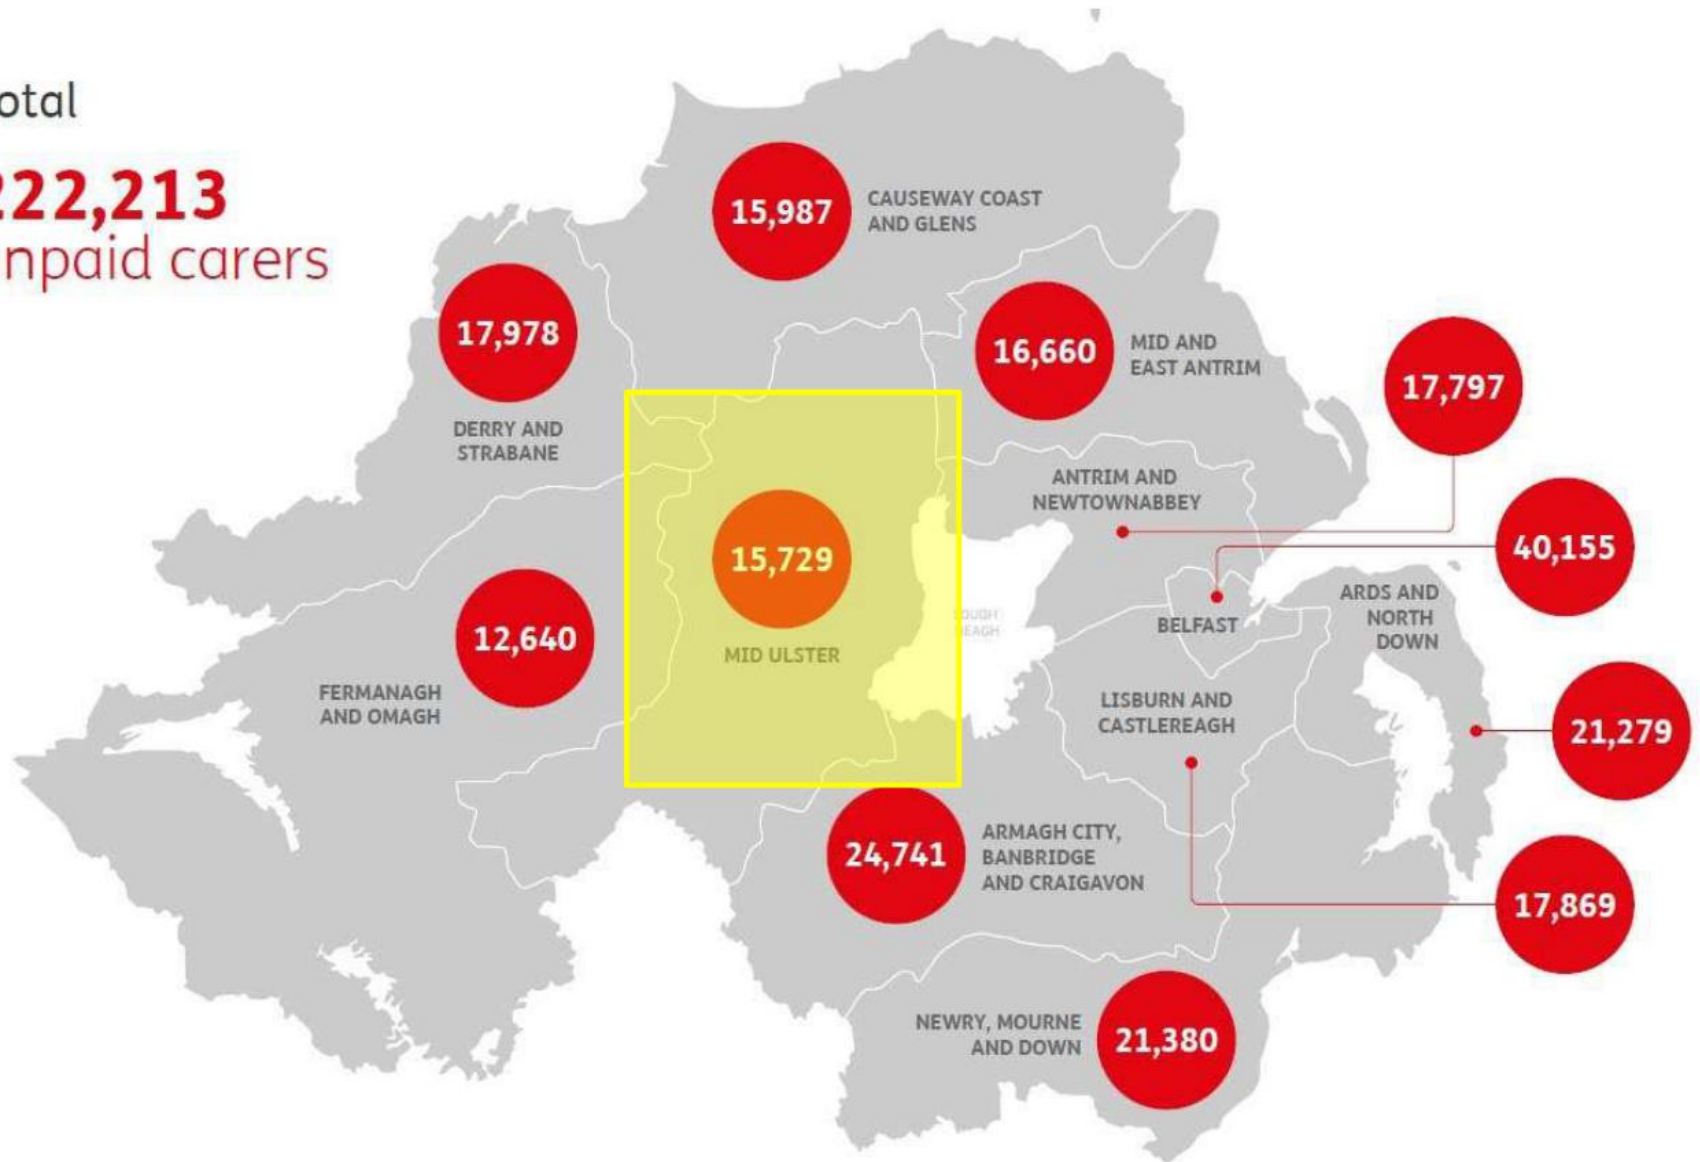 otal
222,213
npaid carers
15,987
CAUSEWAY COAST
AND GLENS
17,978
DERRY AND
STRABANE
16,660
MID AND
EAST ANTRIM
17,797
ANTRIM AND
NEWTOWNABBEY
40,155
BELFAST
ARDS AND
NORTH
DOWN
15,729
MID ULSTER
OUGH
EAGH
12,640
FERMANAGH
AND OMAGH
LISBURN AND
CASTLEREAGH
21,279
24,741
ARMAGH CITY,
BANBRIDGE
AND CRAIGAVON
17,869
NEWRY, MOURNE
AND DOWN
21,380